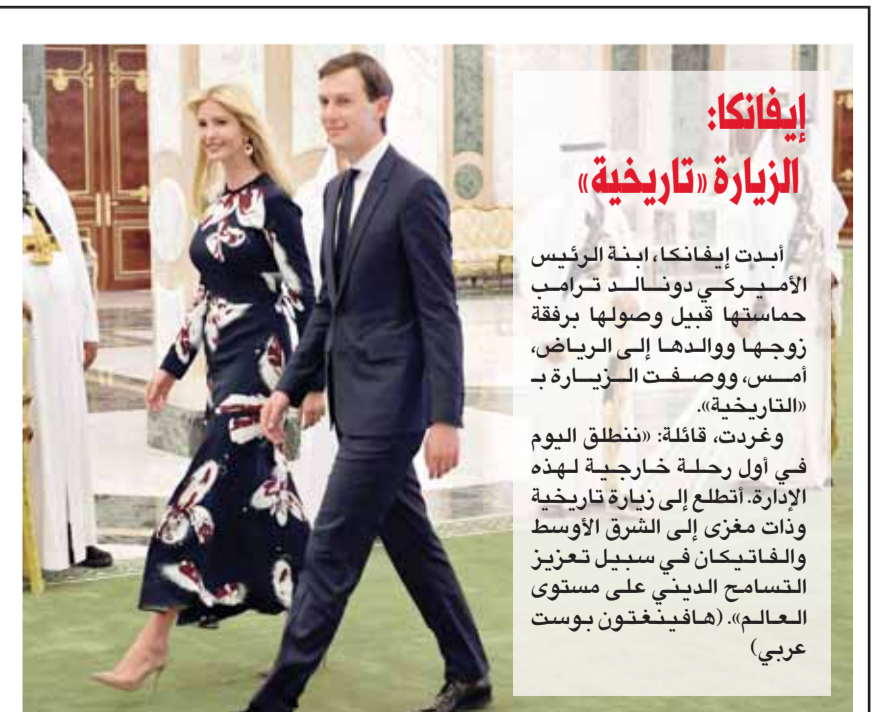 إيفانكا:
الزيارة «تاريخية»
أبدت إيفانكا، ابنة الرئيس
الأميركي دونالد ترامب
حماستها قبيل وصولها برفقة
زوجها ووالدها إلى الرياض،
أمس، ووصفت الزيارة بـ
«التاريخية».
وغردت، قائلة: «ننطلق اليوم
في أول رحلة خارجية لهذه
الإدارة. أتطلع إلى زيارة تاريخية
وذات مغزى إلى الشرق الأوسط
والفاتيكان في سبيل تعزيز
التسامح الديني على مستوى
العالم». (هافينغتون بوست
عربي)